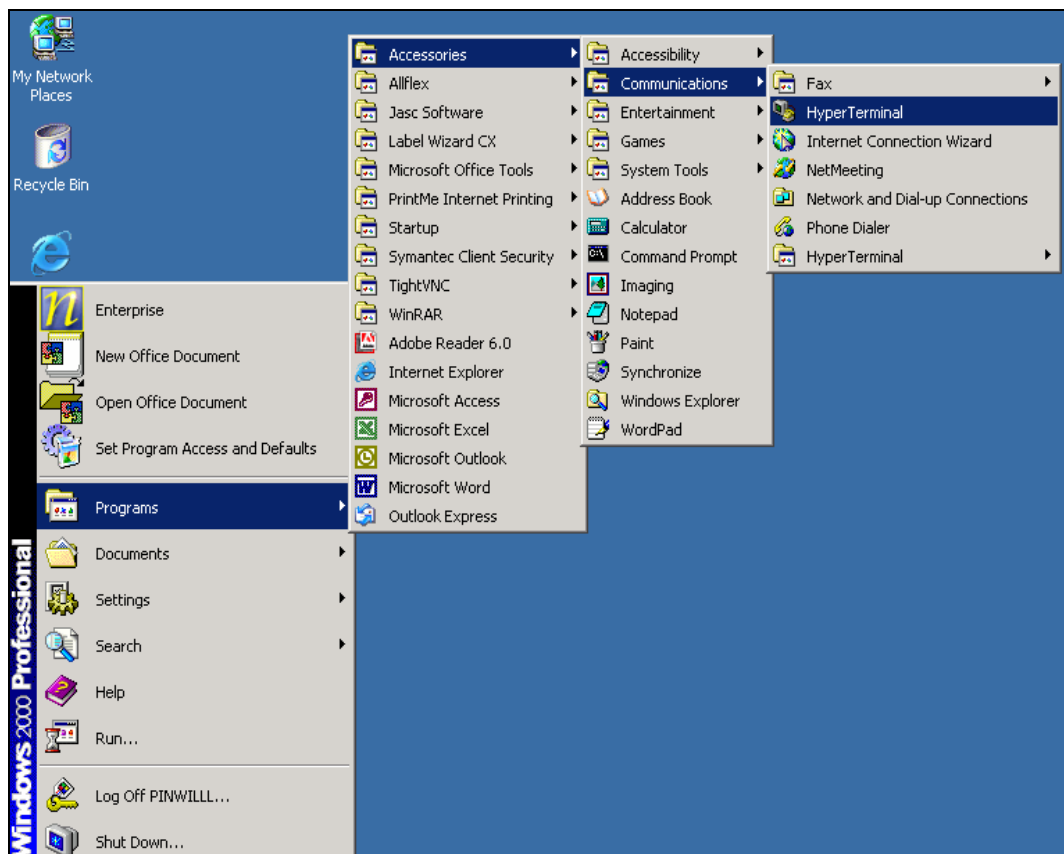 My Network
Places
Recycle Bin
Enterprise
New Office Document
Open Office Document
Set Program Access and Defaults
Programs
Documents
Settings
Search
Help
Run...
Log Off PINWILLL...
Shut Down...
Windows 2000 Professional
Accessories
Allflex
Jasc Software
Label Wizard CX
Microsoft Office Tools
PrintMe Internet Printing
Startup
Symantec Client Security
TightVNC
WinRAR
Adobe Reader 6.0
Internet Explorer
Microsoft Access
Microsoft Excel
Microsoft Outlook
Microsoft Word
Outlook Express
Accessibility
Communications
Entertainment
Games
System Tools
Address Book
Calculator
Command Prompt
Imaging
Notepad
Paint
Synchronize
Windows Explorer
WordPad
Fax
HyperTerminal
Internet Connection Wizard
NetMeeting
Network and Dial-up Connections
Phone Dialer
HyperTerminal